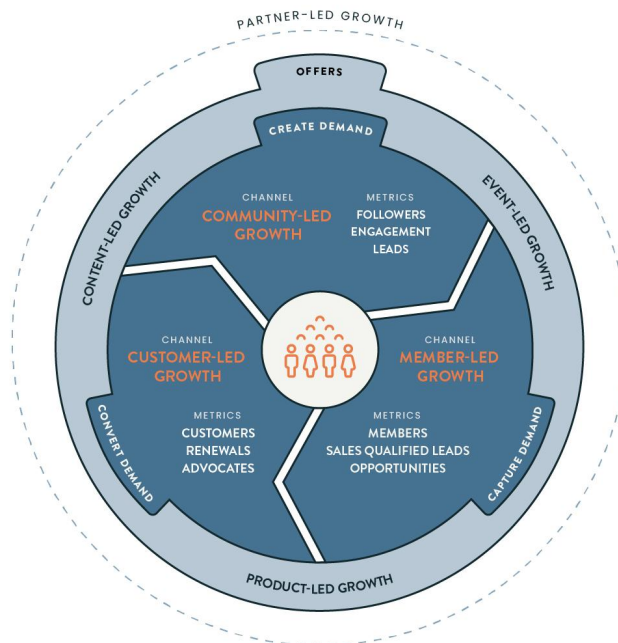 PARTNER-LED GROWTH
OFFERS
CREATE DEMAND
CONTENT-LED GROWTH
EVENT-LED GROWTH
CHANNEL
COMMUNITY-LED
GROWTH
METRICS
FOLLOWERS
ENGAGEMENT
LEADS
CHANNEL
CUSTOMER-LED
GROWTH
METRICS
CUSTOMERS
RENEWALS
ADVOCATES
CHANNEL
MEMBER-LED
GROWTH
METRICS
MEMBERS
SALES QUALIFIED LEADS
OPPORTUNITIES
CONVERT DEMAND
CAPTURE DEMAND
PRODUCT-LED GROWTH